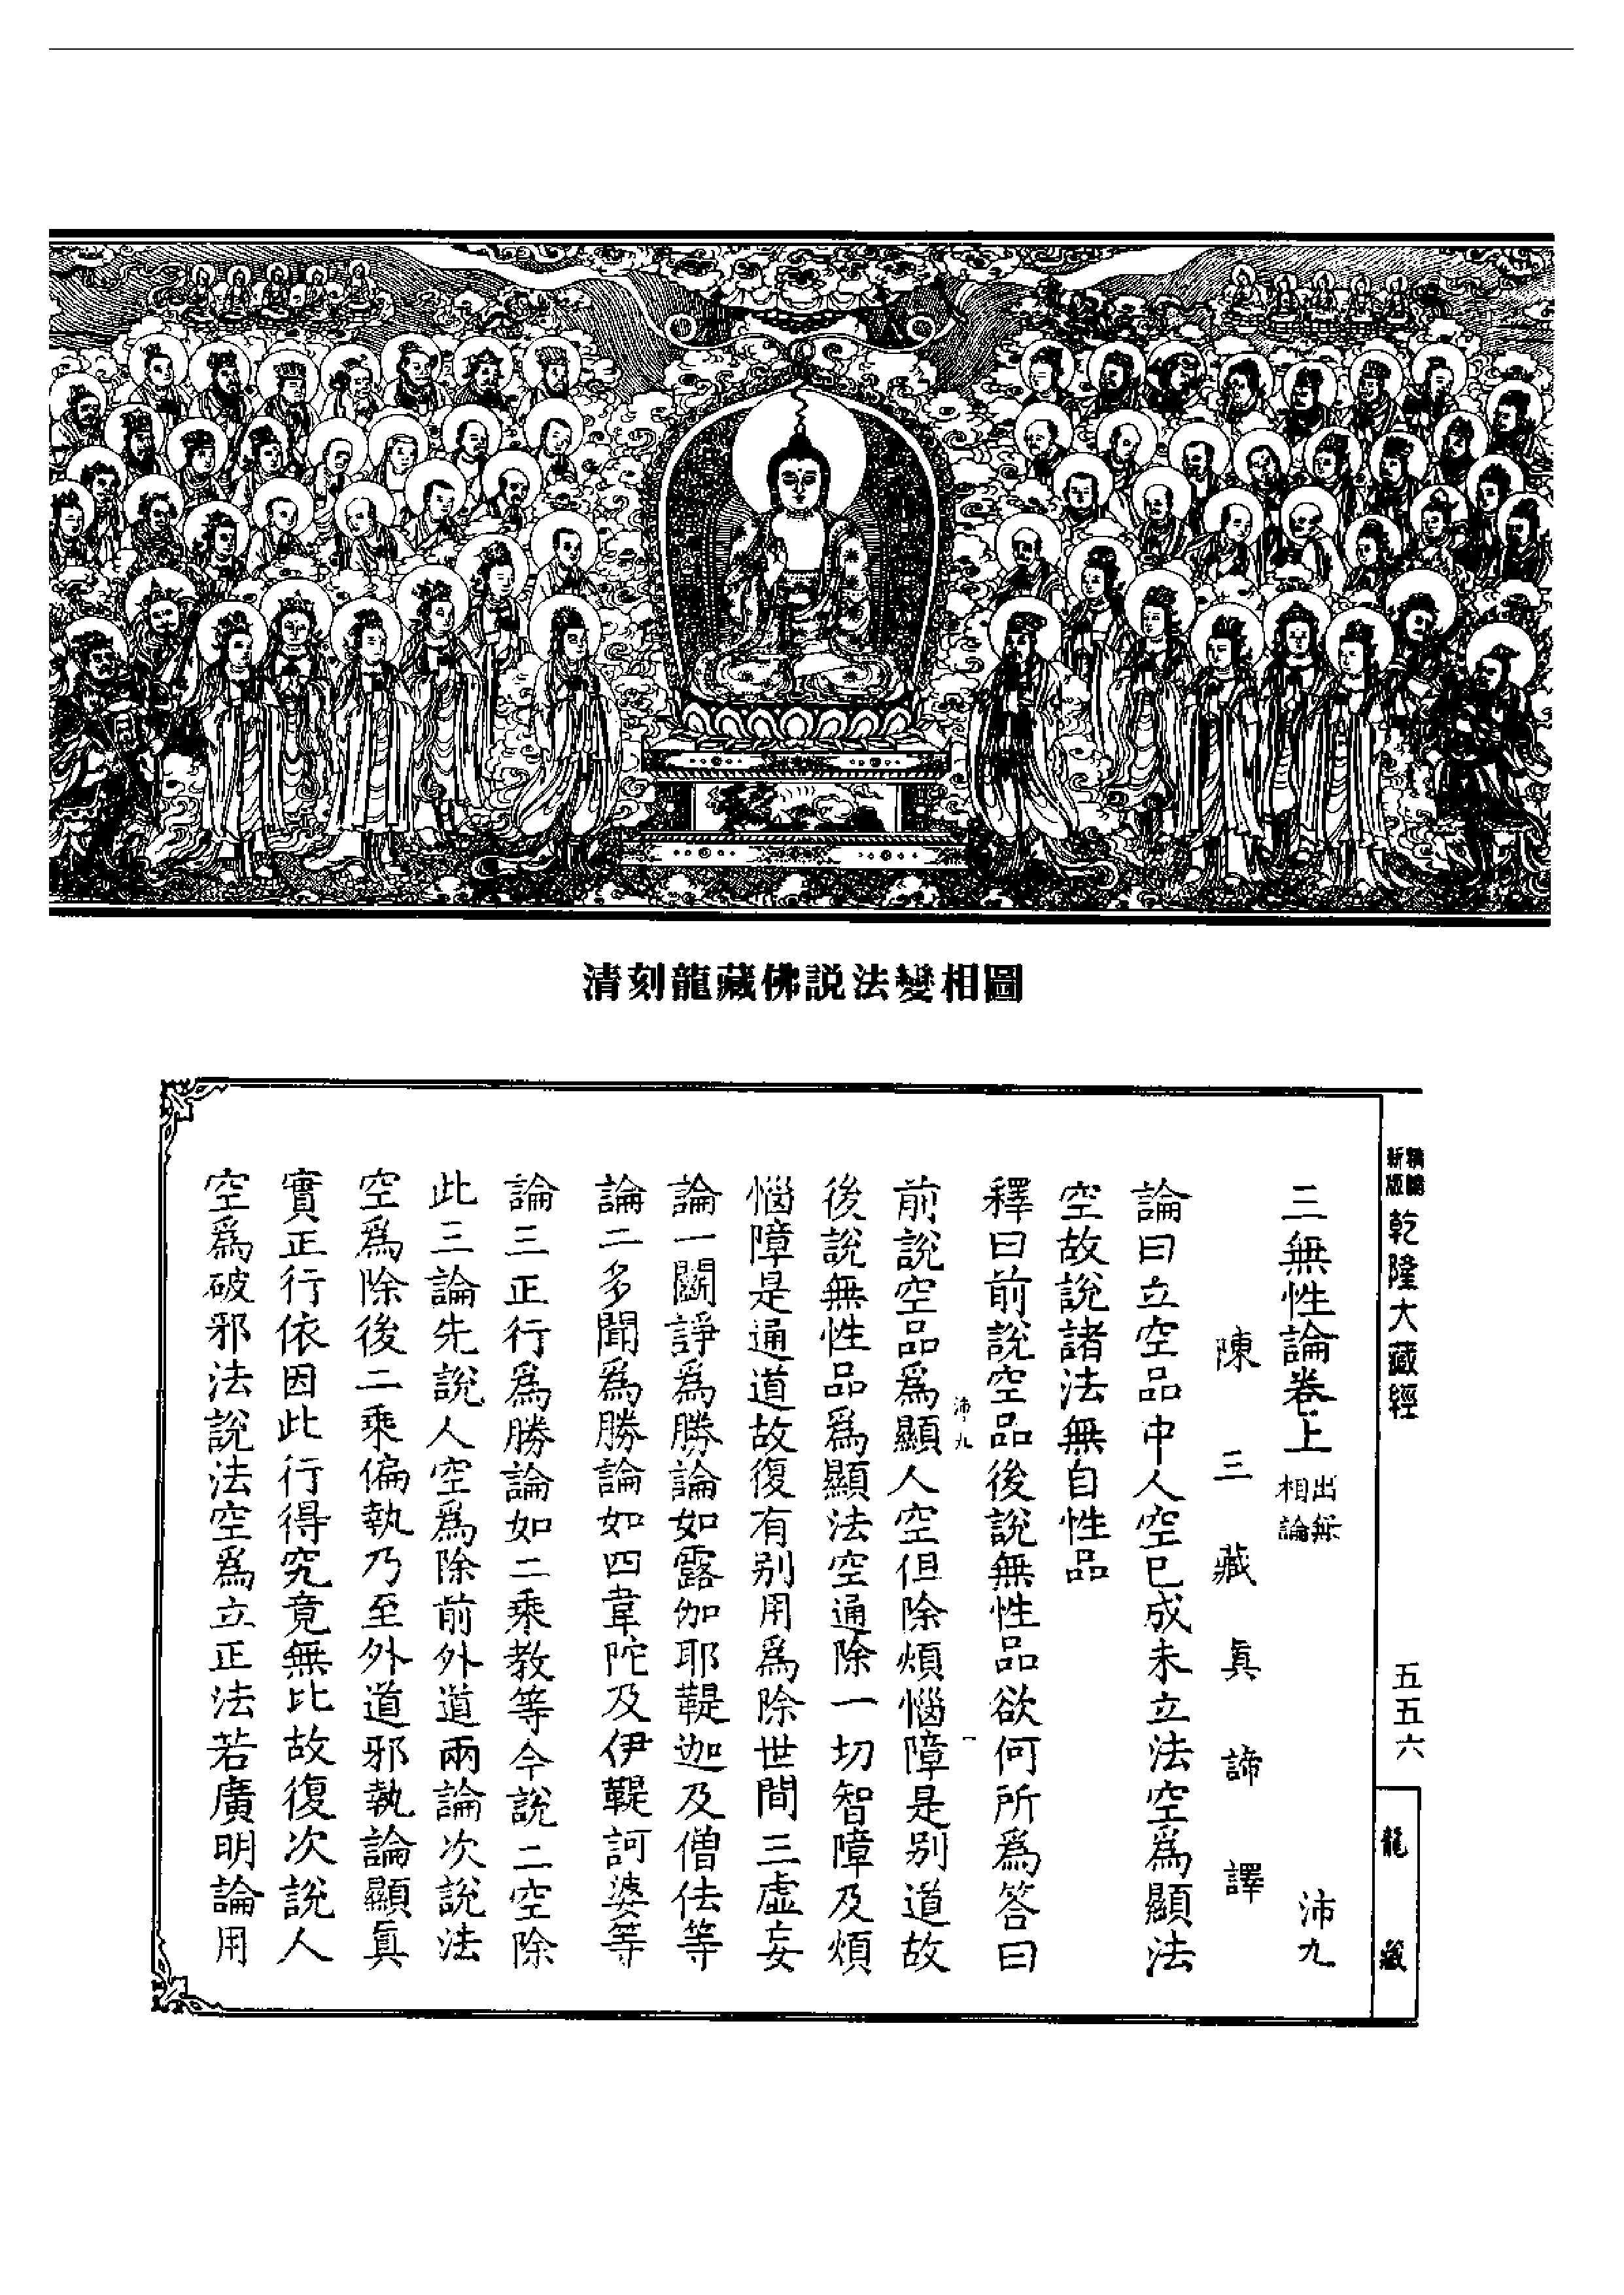 清刻龍藏佛説法變相圖
新版
乾隆大藏經
五五六
龍藏
三無性論卷上 出無相論 沛九
陳三藏眞諦譯
論曰立空品中人空已成未立法空爲顯法
空故說諸法無自性品
釋曰前說空品後說無性品欲何所爲答曰
沛九 一
前說空品爲顯人空但除煩惱障是別道故
後說無性品爲顯法空通除一切智障及煩
惱障是通道故復有別用爲除世間三虛妄
論一鬭諍爲勝論如露伽耶鞮迦及僧佉等
論二多聞爲勝論如四韋陀及伊鞮訶婆等
論三正行爲勝論如二乘教等今說二空除
此三論先說人空爲除前外道兩論次說法
空爲除後二乘偏執乃至外道邪執論顯眞
實正行依因此行得究竟無比故復次說人
空爲破邪法說法空爲立正法若廣明論用